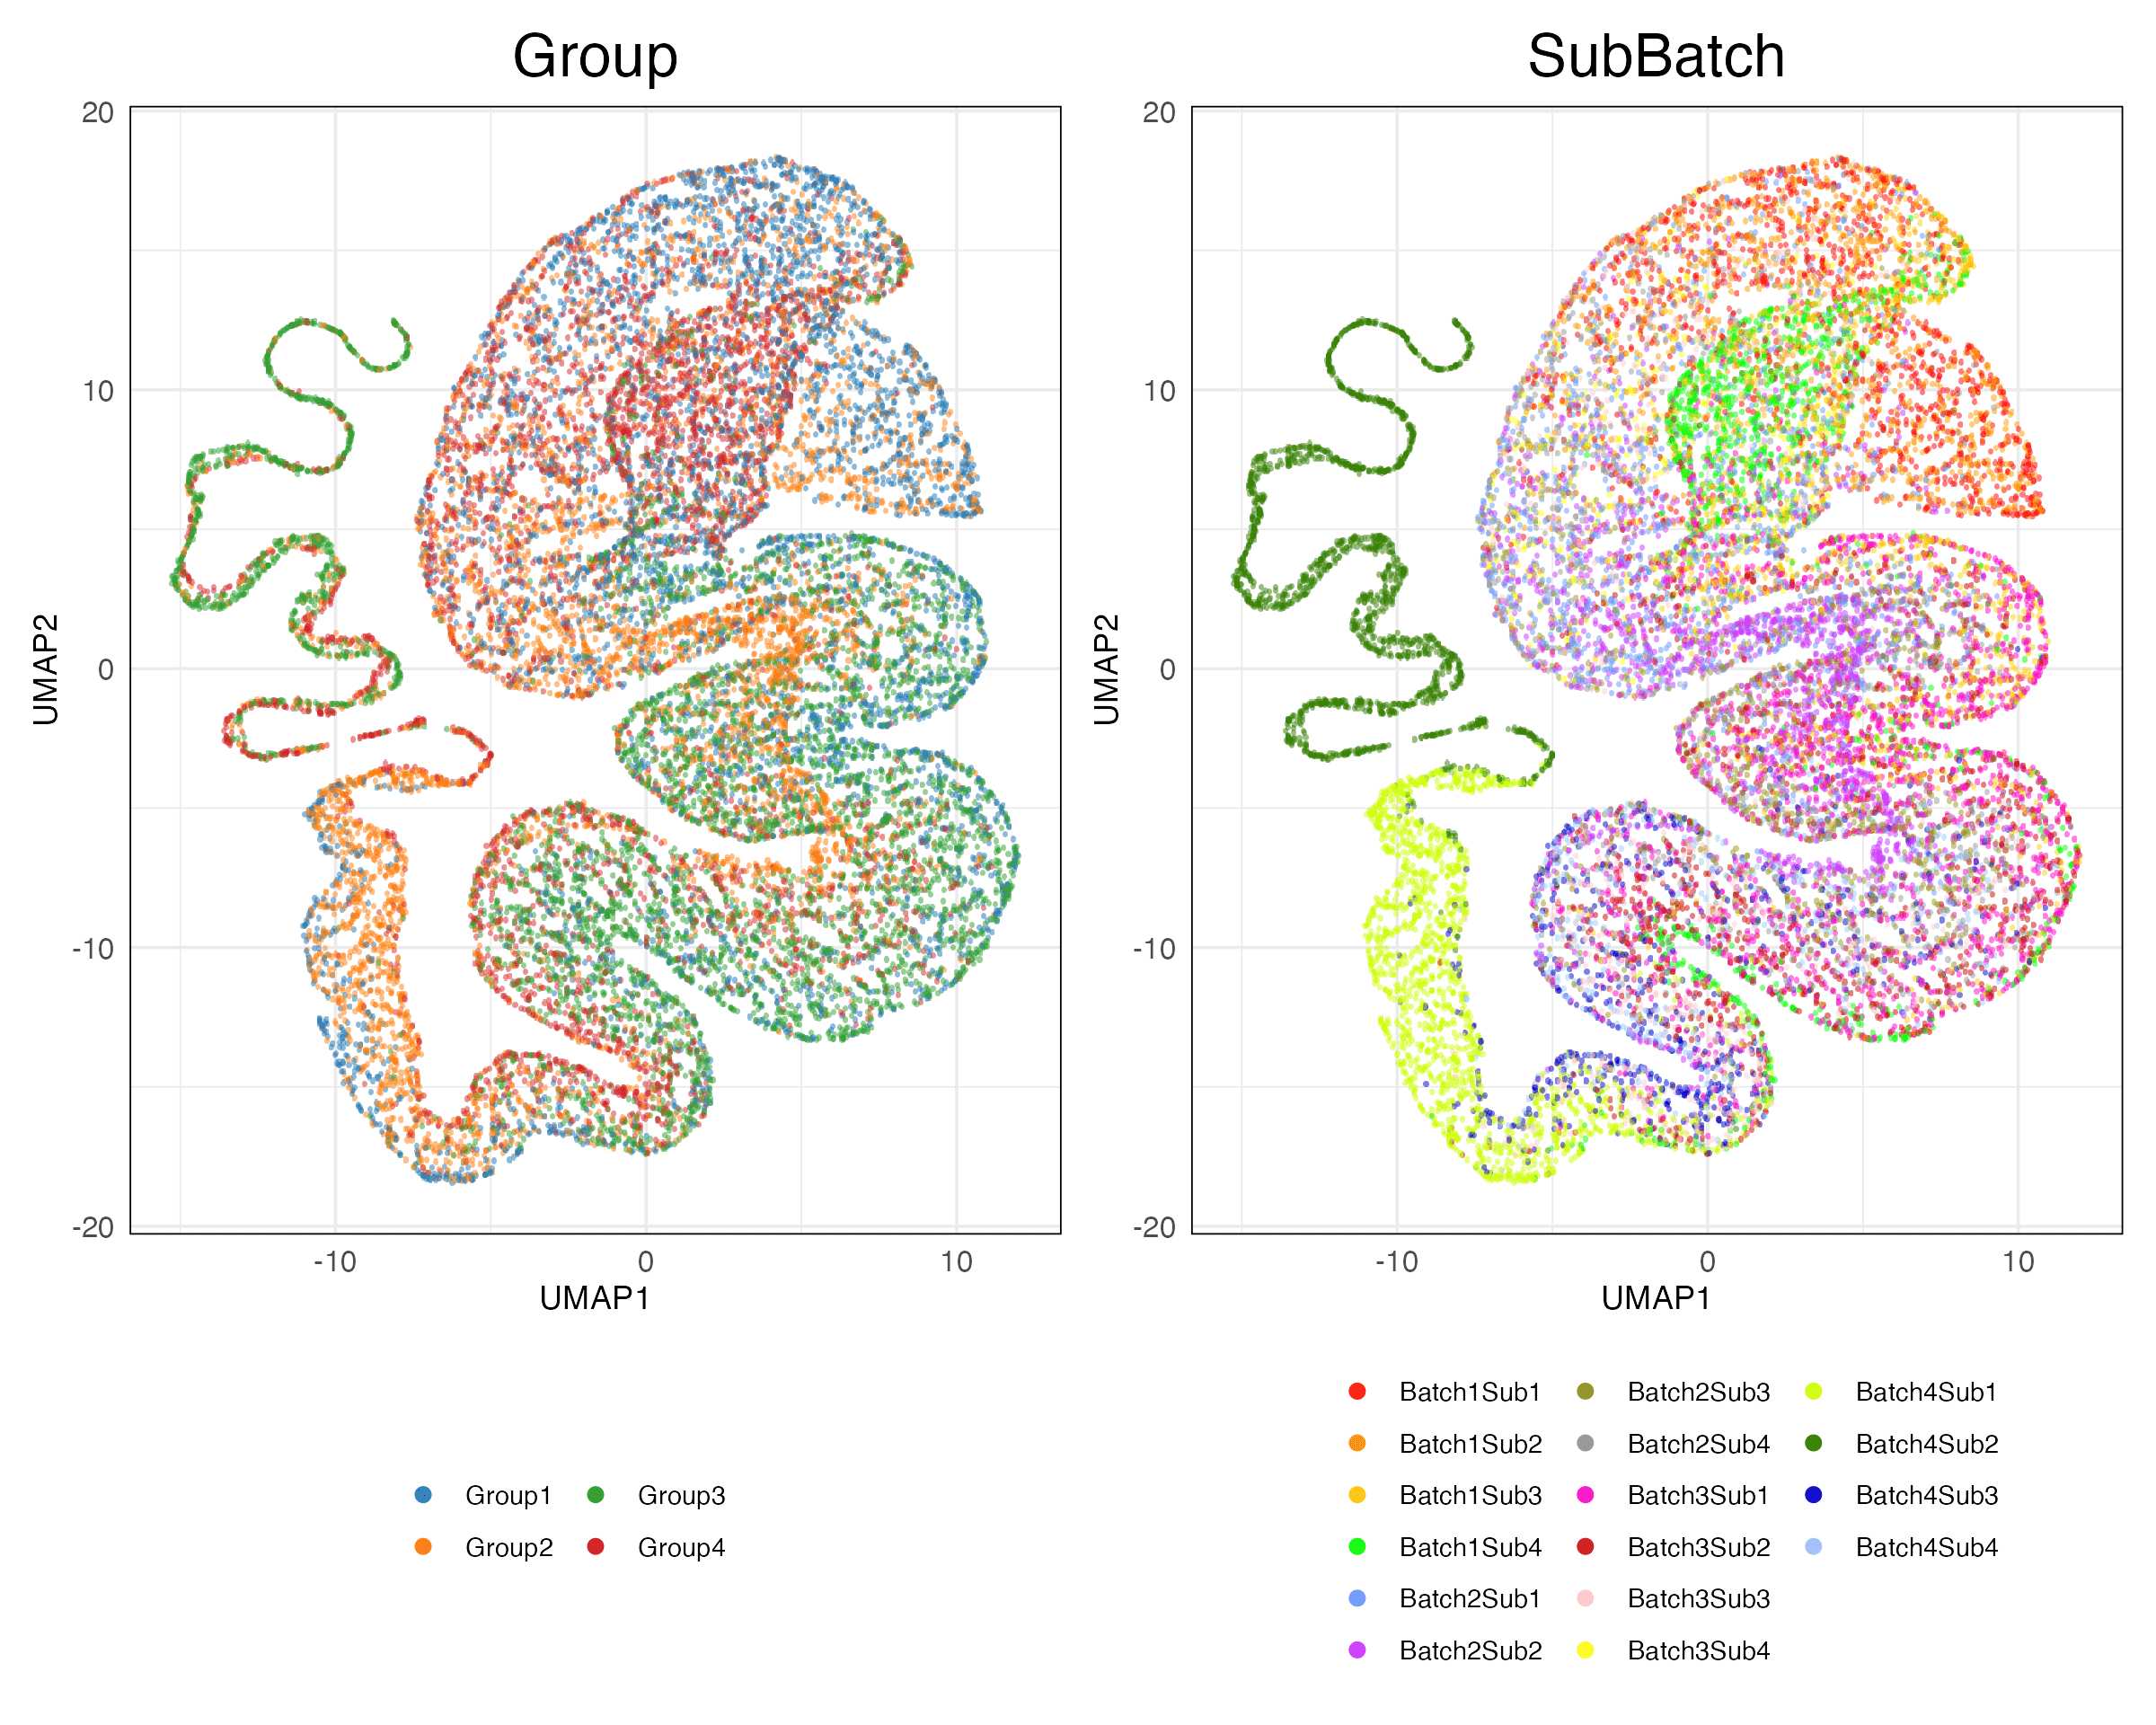 Group
SubBatch
20
10
0
-10
-20
UMAP2
-10 0 10
UMAP1
20
10
0
-10
-20
UMAP2
-10 0 10
UMAP1
Group1 Group3
Group2 Group4
Batch1Sub1 Batch2Sub3 Batch4Sub1
Batch1Sub2 Batch2Sub4 Batch4Sub2
Batch1Sub3 Batch3Sub1 Batch4Sub3
Batch1Sub4 Batch3Sub2 Batch4Sub4
Batch2Sub1 Batch3Sub3
Batch2Sub2 Batch3Sub4